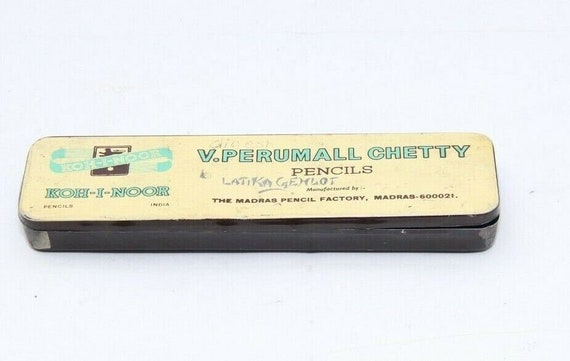 KOH-I-NOOR
KOH-I-NOOR
PENCILS INDIA
V.PERUMALL CHETTY
PENCILS
LATIKA GEHLOT
Manufactured by :-
THE MADRAS PENCIL FACTORY, MADRAS-600021.